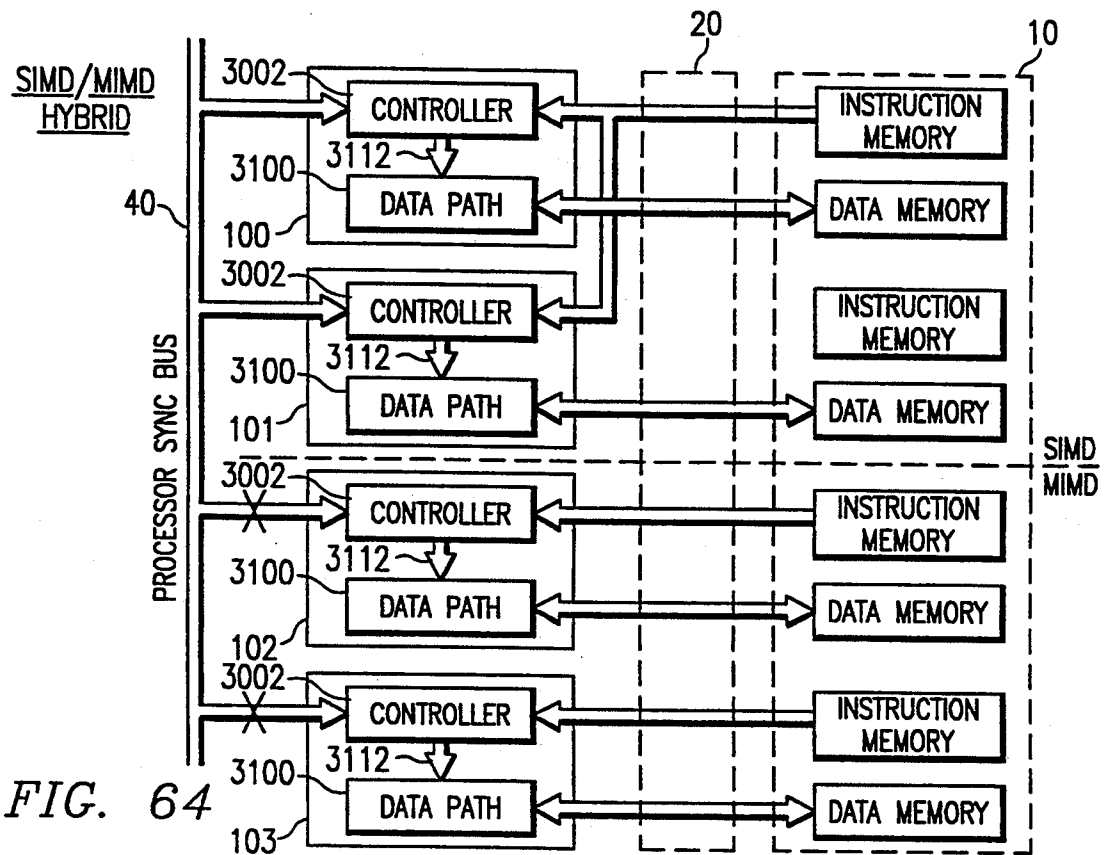 20
10
SIMD/MIMD
HYBRID
3002
CONTROLLER
INSTRUCTION
MEMORY
3112
3100
DATA PATH
DATA MEMORY
40
100
3002
CONTROLLER
INSTRUCTION
MEMORY
3112
3100
DATA PATH
DATA MEMORY
101
PROCESSOR SYNC BUS
SIMD
MIMD
3002
CONTROLLER
INSTRUCTION
MEMORY
3112
3100
DATA PATH
DATA MEMORY
102
3002
CONTROLLER
INSTRUCTION
MEMORY
3112
3100
DATA PATH
DATA MEMORY
103
FIG. 64